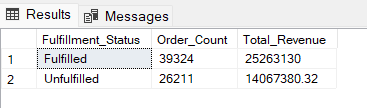 Results Messages
Fulfillment_Status Order_Count Total_Revenue
1 Fulfilled 39324 25263130
2 Unfulfilled 26211 14067380.32